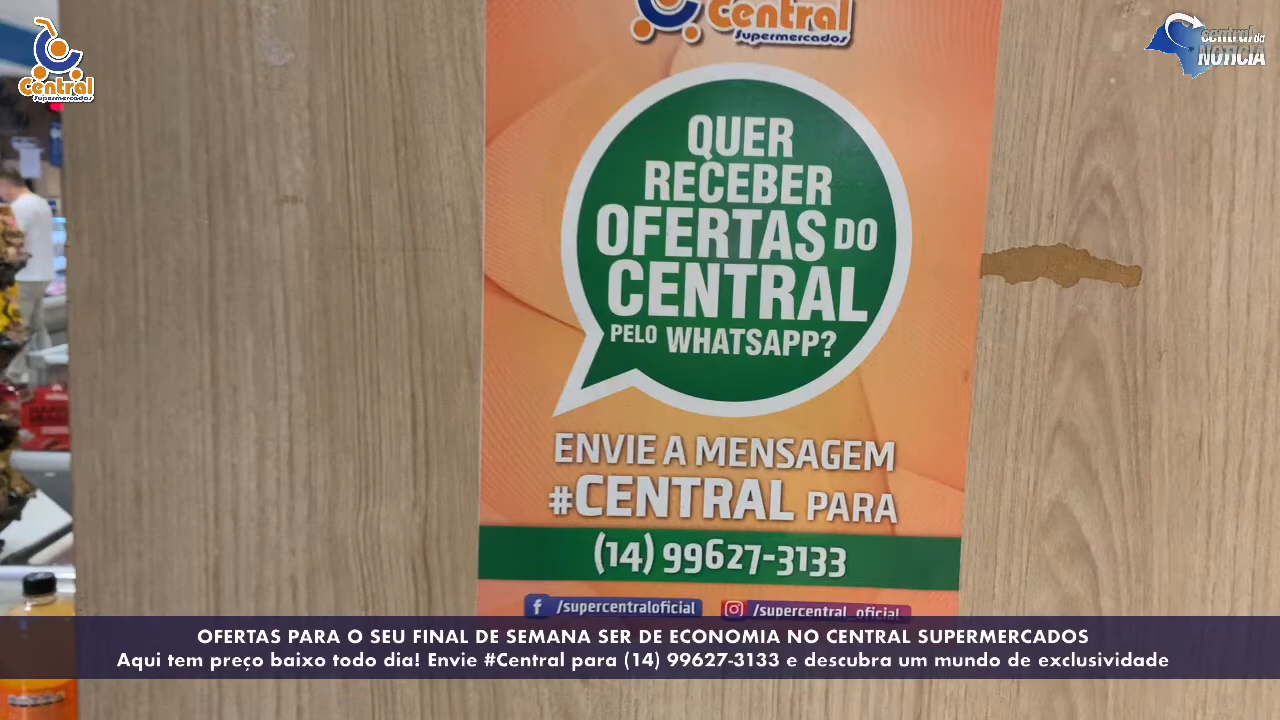 Central
Supermercados
Central
Supermercados
central da
NOTÍCIA
QUER
RECEBER
OFERTAS DO
CENTRAL
PELO WHATSAPP?
ENVIE A MENSAGEM
#CENTRAL PARA
(14) 99627-3133
/supercentraloficial
/supercentral_oficial
OFERTAS PARA O SEU FINAL DE SEMANA SER DE ECONOMIA NO CENTRAL SUPERMERCADOS
Aqui tem preço baixo todo dia! Envie #Central para (14) 99627-3133 e descubra um mundo de exclusividade